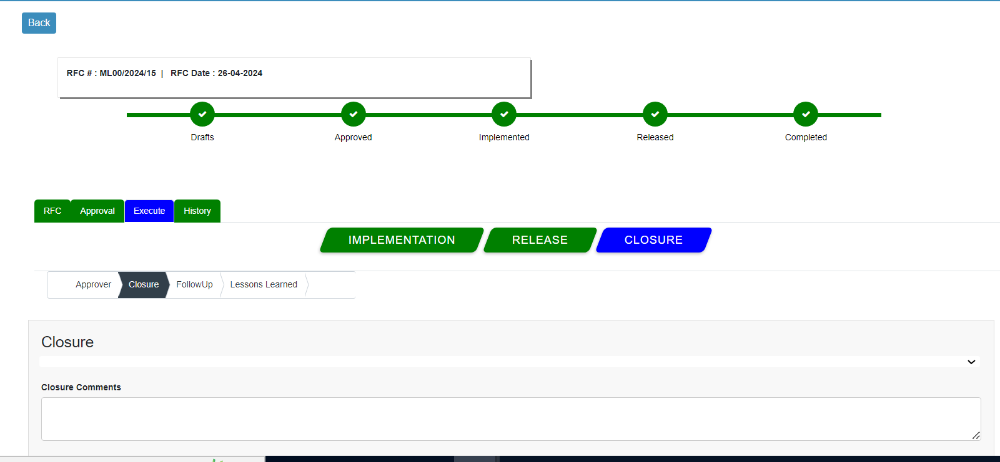 Back
RFC # : ML00/2024/15 | RFC Date : 26-04-2024
Drafts Approved Implemented Released Completed
RFC Approval Execute History
IMPLEMENTATION RELEASE CLOSURE
Approver Closure FollowUp Lessons Learned
Closure
Closure Comments